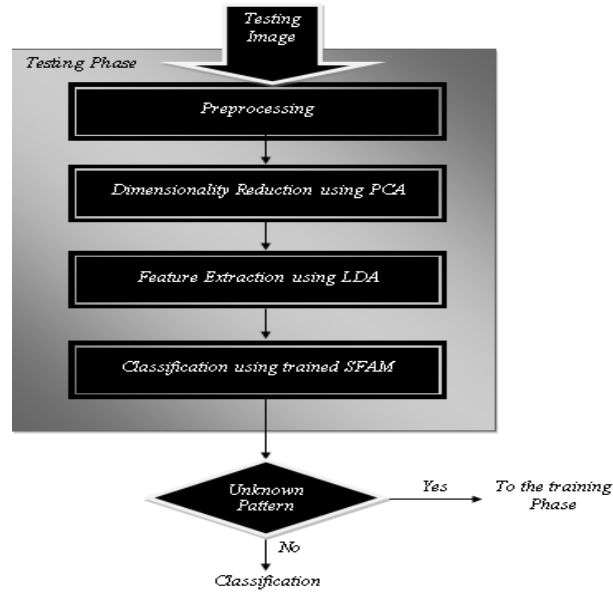 Testing
Image
Testing Phase
Preprocessing
Dimensionality Reduction using PCA
Feature Extraction using LDA
Classification using trained SFAM
Unknown
Pattern
Yes
To the training
Phase
No
Classification